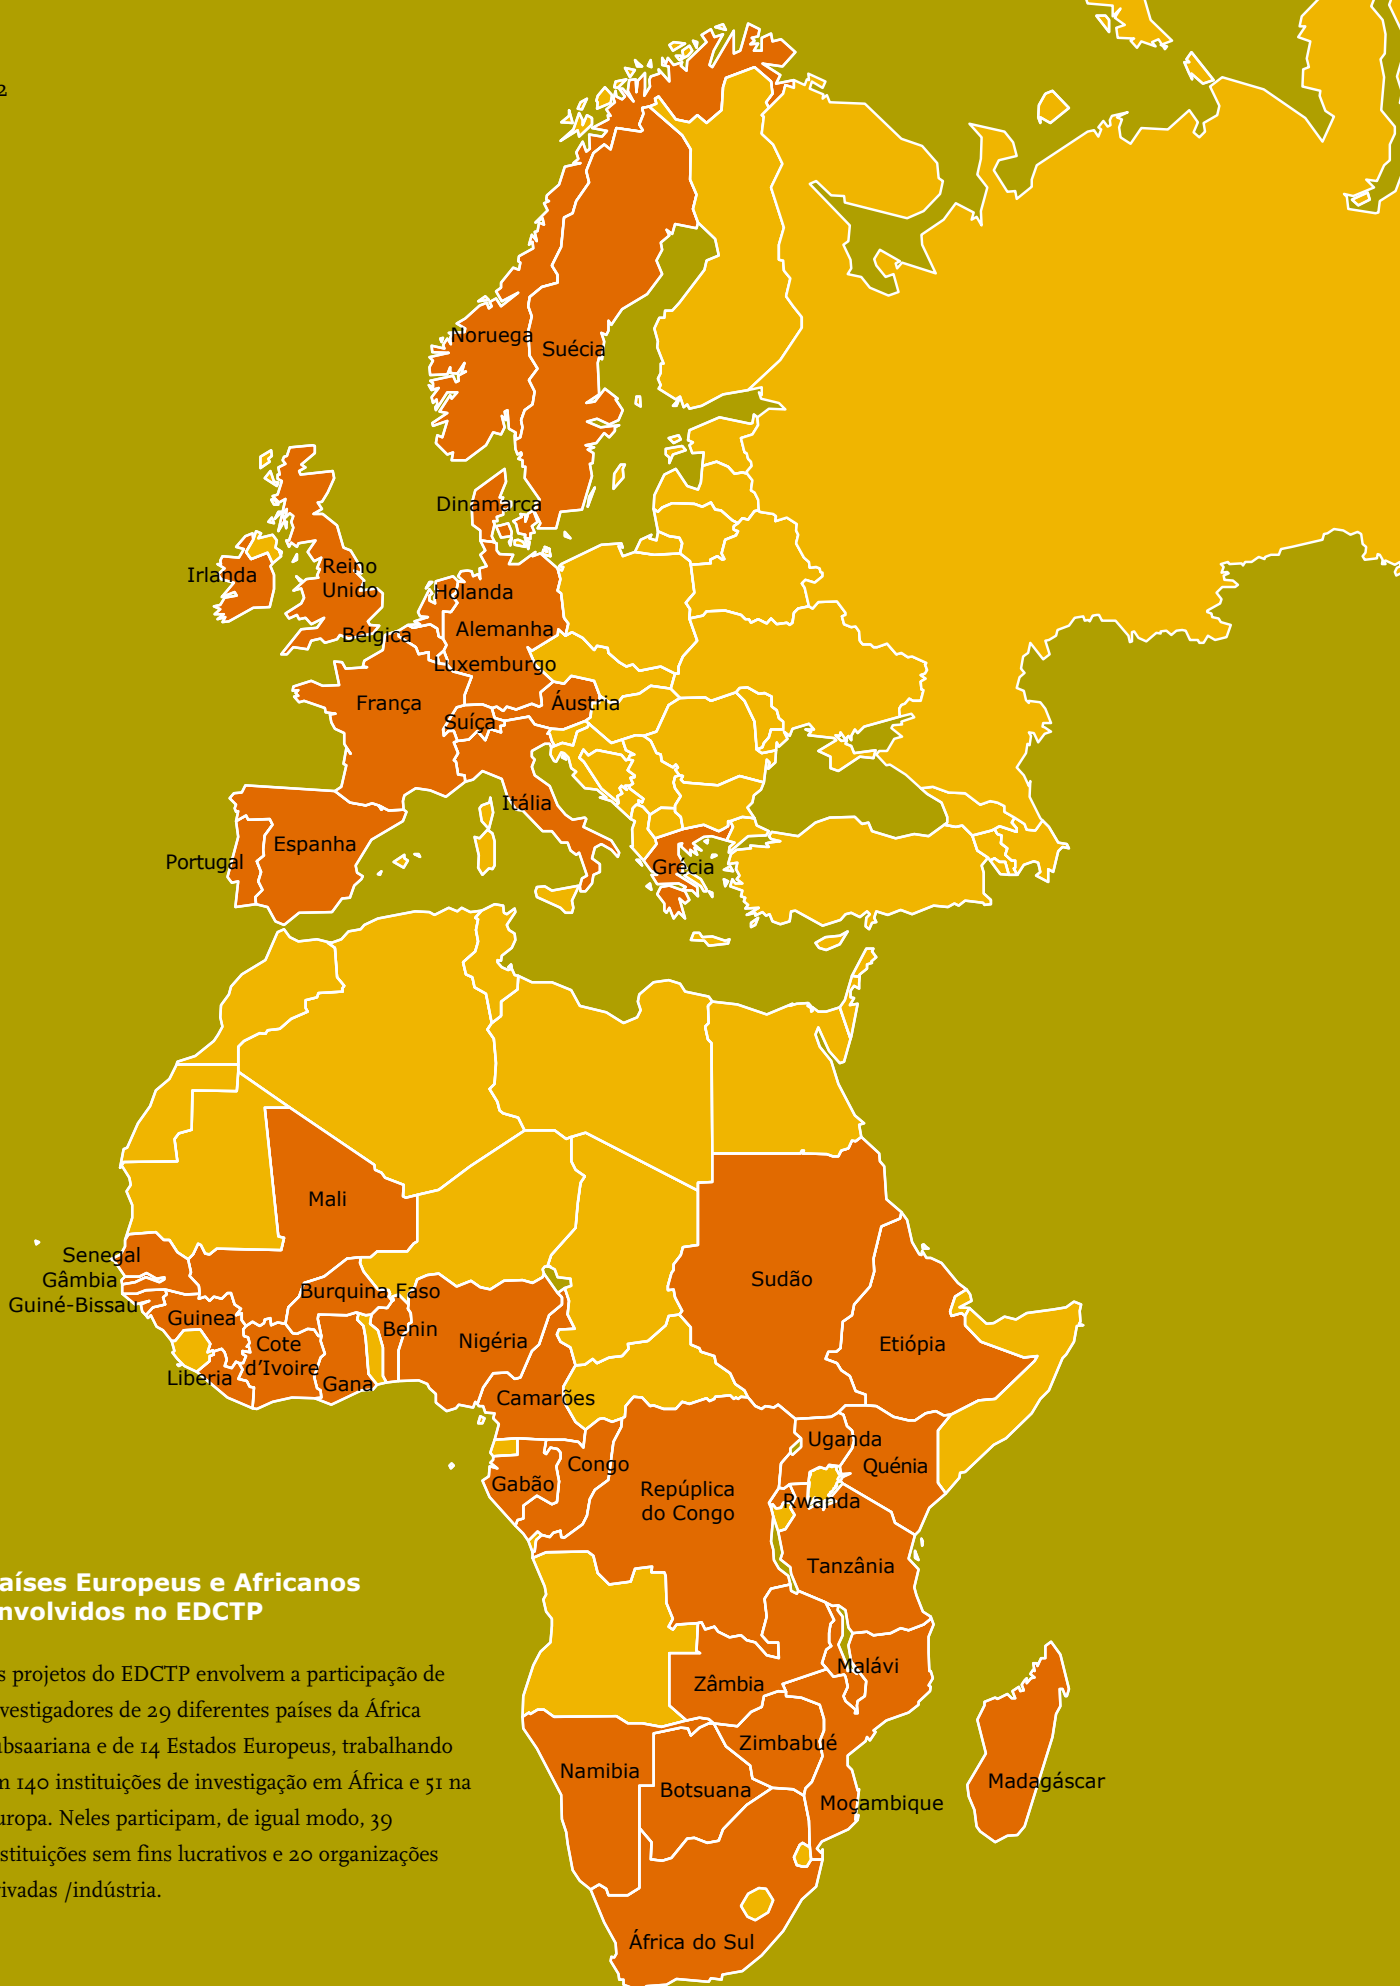 2
Noruega
Suécia
Dinamarca
Irlanda
Reino
Unido
Holanda
Bélgica
Alemanha
Luxemburgo
França
Áustria
Suíça
Itália
Espanha
Portugal
Grécia
Mali
Senegal
Gâmbia
Guiné-Bissau
Sudão
Burquina Faso
Guinea
Benin
Nigéria
Cote
d'Ivoire
Etiópia
Libéria
Gana
Camarões
Uganda
Congo
Quénia
Gabão
Repúplica
do Congo
Rwanda
Tanzânia
Malávi
Zâmbia
Zimbabué
Namibia
Botsuana
Moçambique
Madagáscar
África do Sul
aíses Europeus e Africanos
nvolvidos no EDCTP
s projetos do EDCTP envolvem a participação de
vestigadores de 29 diferentes países da África
ubsaariana e de 14 Estados Europeus, trabalhando
m 140 instituições de investigação em África e 51 na
uropa. Neles participam, de igual modo, 39
stituições sem fins lucrativos e 20 organizações
ivadas /indústria.